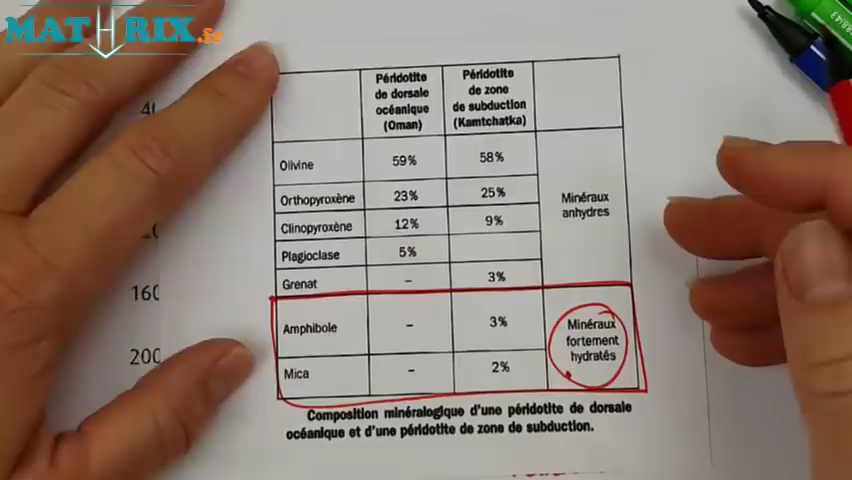 MATHRIX.fr
Péridotite de dorsale océanique (Oman)
Péridotite de zone de subduction (Kamtchatka)
Olivine 59% 58%
Orthopyroxène 23% 25%
Clinopyroxène 12% 9%
Minéraux anhydres
Plagioclase 5%
Grenat – 3%
Amphibole – 3%
Minéraux fortement hydratés
Mica – 2%
Composition minéralogique d'une péridotite de dorsale
océanique et d'une péridotite de zone de subduction.
160
200